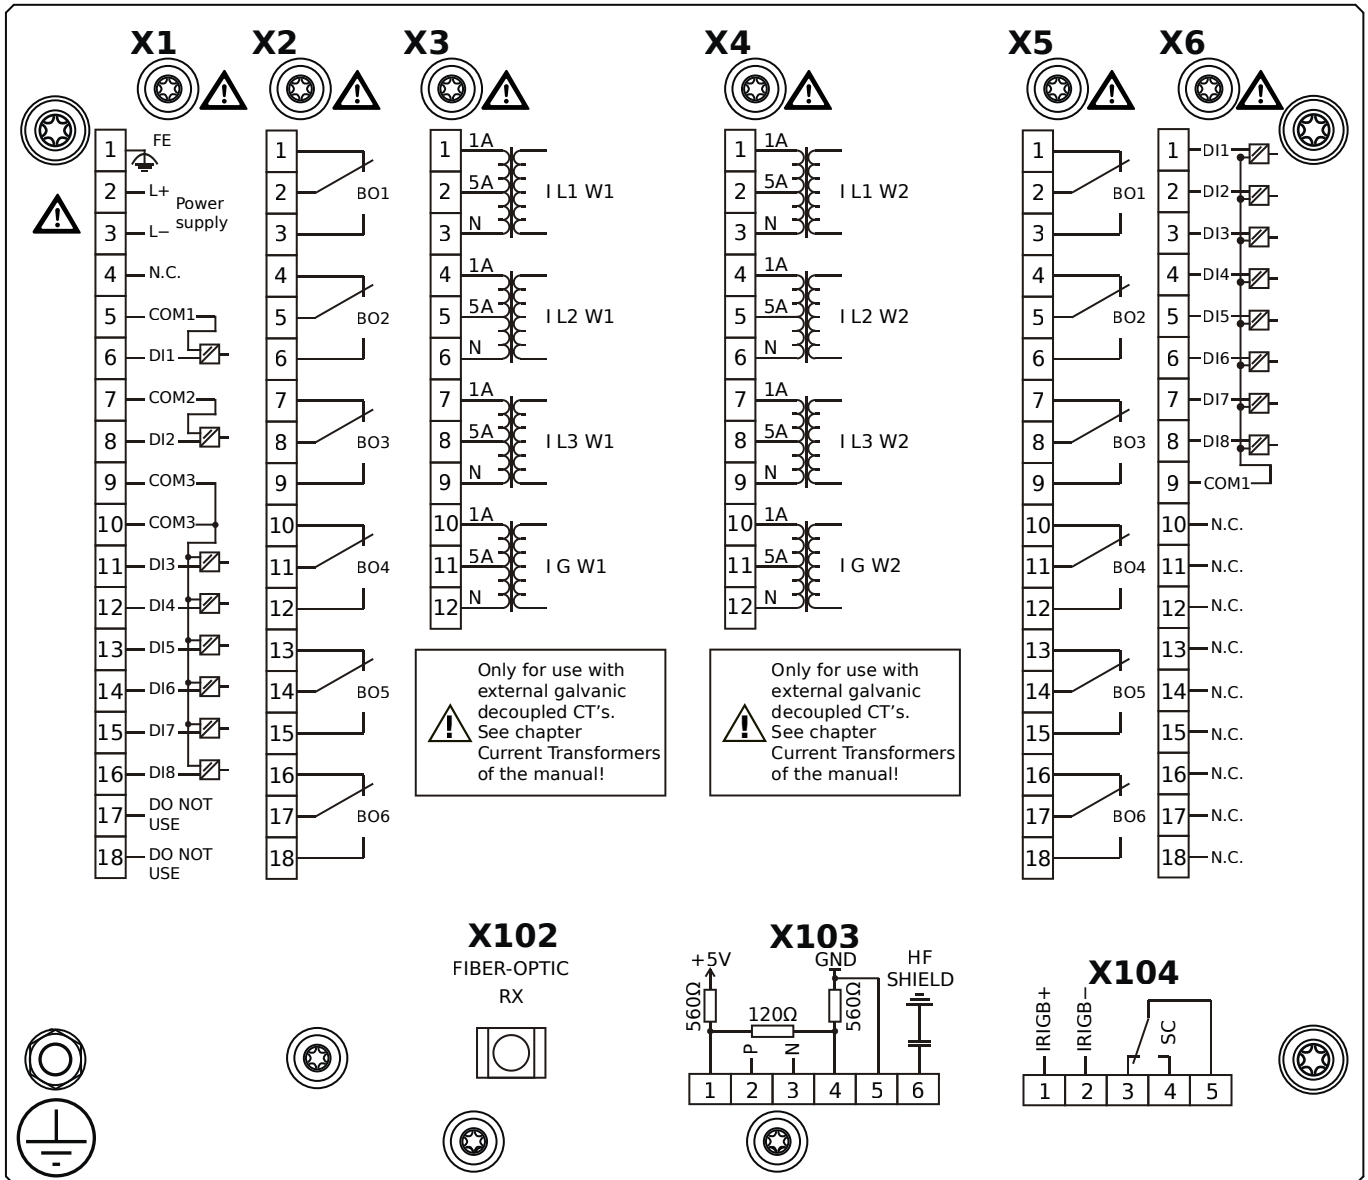 X1
X2
X3
X4
X5
X6
1
FE
2
L+
Power
supply
3
L−
4
N.C.
5
COM1
6
DI1
7
COM2
8
DI2
9
COM3
10
COM3
11
DI3
12
DI4
13
DI5
14
DI6
15
DI7
16
DI8
17
DO NOT
USE
18
DO NOT
USE
1
2
BO1
3
4
5
BO2
6
7
8
BO3
9
10
11
BO4
12
13
14
BO5
15
16
17
BO6
18
1
1A
2
5A
I L1 W1
3
N
4
1A
5
5A
I L2 W1
6
N
7
1A
8
5A
I L3 W1
9
N
10
1A
11
5A
I G W1
12
N
Only for use with
external galvanic
decoupled CT's.
See chapter
Current Transformers
of the manual!
1
1A
2
5A
I L1 W2
3
N
4
1A
5
5A
I L2 W2
6
N
7
1A
8
5A
I L3 W2
9
N
10
1A
11
5A
I G W2
12
N
Only for use with
external galvanic
decoupled CT's.
See chapter
Current Transformers
of the manual!
1
2
BO1
3
4
5
BO2
6
7
8
BO3
9
10
11
BO4
12
13
14
BO5
15
16
17
BO6
18
1
DI1
2
DI2
3
DI3
4
DI4
5
DI5
6
DI6
7
DI7
8
DI8
9
COM1
10
N.C.
11
N.C.
12
N.C.
13
N.C.
14
N.C.
15
N.C.
16
N.C.
17
N.C.
18
N.C.
X102
FIBER-OPTIC
RX
X103
+5V
GND
HF
SHIELD
560Ω
120Ω
560Ω
P
N
1 2 3 4 5 6
X104
IRIGB+
IRIGB−
SC
1 2 3 4 5